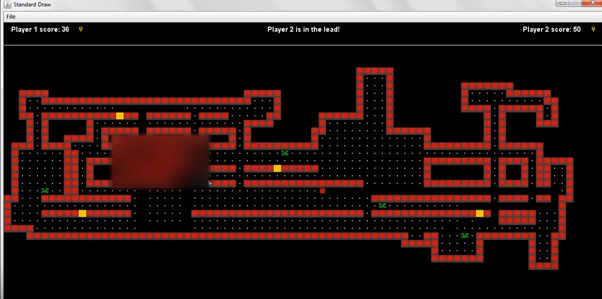 Standard Draw
File
Player 1 score: 36
Player 2 is in the lead!
Player 2 score: 50